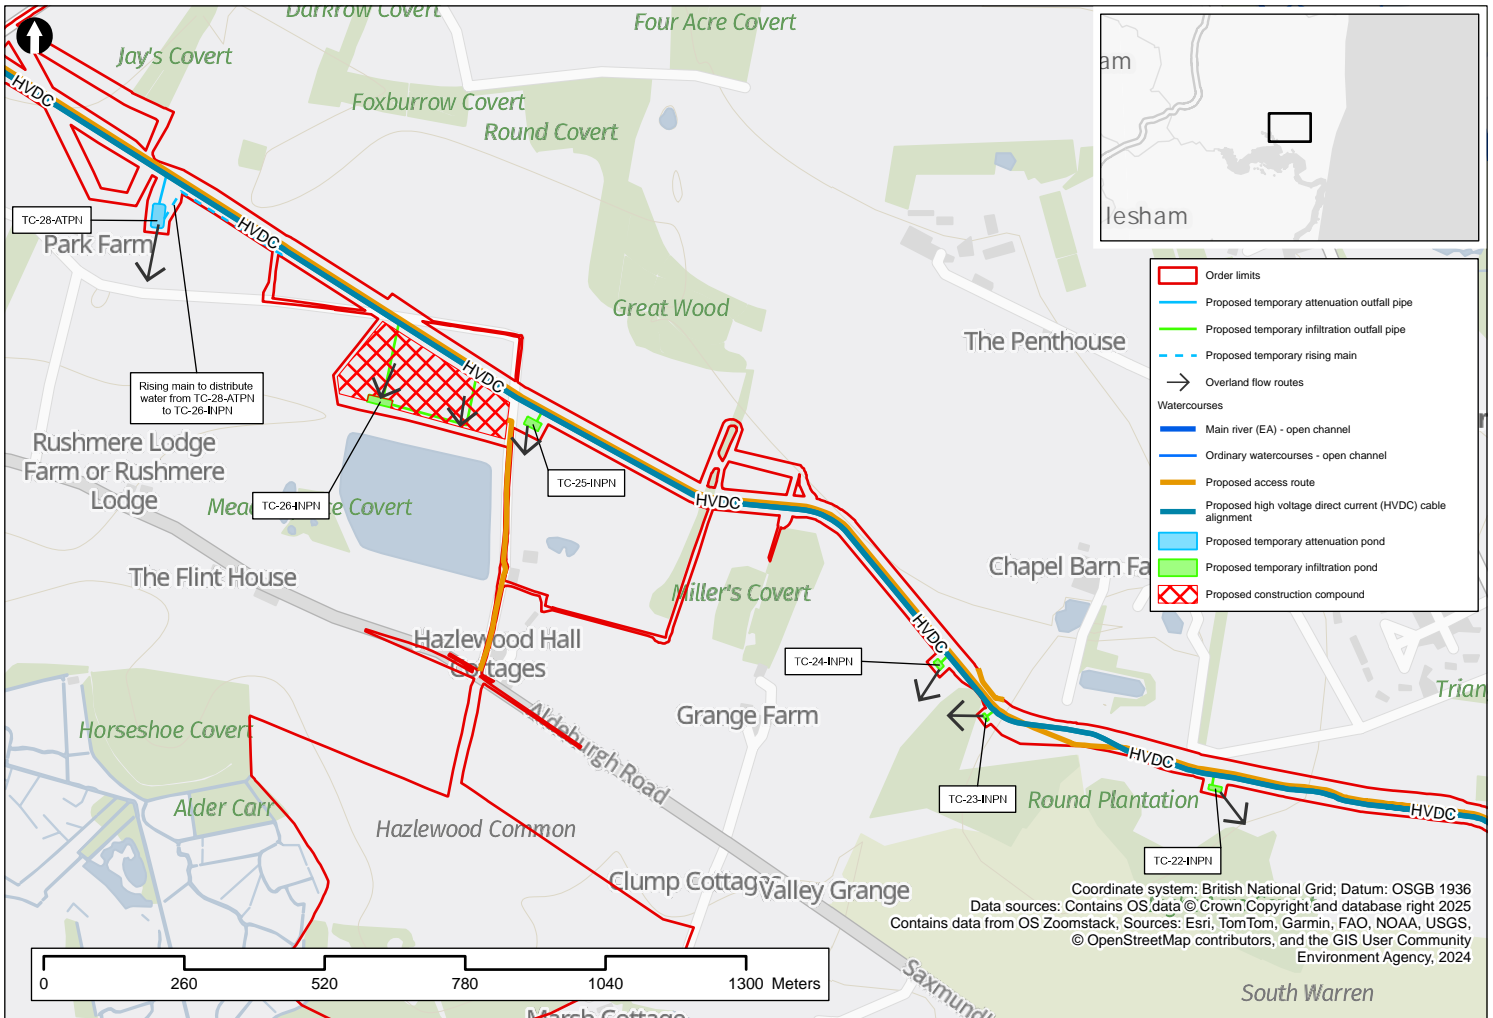 Darkrow Covert
Four Acre Covert
Jay's Covert
Foxburrow Covert
Round Covert
am
lesham
HVDC
TC-28-ATPN
Park Farm
HVDC
Great Wood
The Penthouse
Order limits
Proposed temporary attenuation outfall pipe
Proposed temporary infiltration outfall pipe
Proposed temporary rising main
Overland flow routes
Watercourses
Main river (EA) - open channel
Ordinary watercourses - open channel
Proposed access route
Proposed high voltage direct current (HVDC) cable
alignment
Proposed temporary attenuation pond
Proposed temporary infiltration pond
Proposed construction compound
Rising main to distribute
water from TC-28-ATPN
to TC-26-INPN
HVDC
Rushmere Lodge
Farm or Rushmere
Lodge
TC-25-INPN
TC-26-INPN
Covert
HVDC
The Flint House
Miller's Covert
Chapel Barn Fa
Hazlewood Hall
Cottages
HVDC
TC-24-INPN
Trian
Horseshoe Covert
Grange Farm
Aldeburgh Road
HVDC
TC-23-INPN
Round Plantation
HVDC
Alder Carr
Hazlewood Common
TC-22-INPN
Clump Cottages
Valley Grange
Coordinate system: British National Grid; Datum: OSGB 1936
Data sources: Contains OS data © Crown Copyright and database right 2025
Contains data from OS Zoomstack, Sources: Esri, TomTom, Garmin, FAO, NOAA, USGS,
© OpenStreetMap contributors, and the GIS User Community
Environment Agency, 2024
0 260 520 780 1040 1300 Meters
Saxmund
South Warren
Marsh Cottage